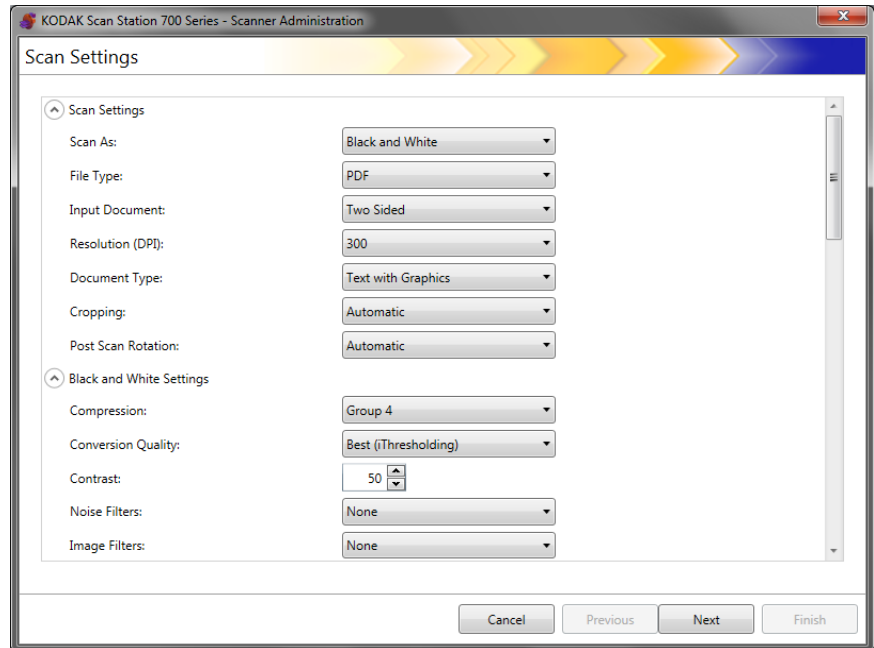 KODAK Scan Station 700 Series - Scanner Administration
Scan Settings
Scan Settings
Scan As: Black and White
File Type: PDF
Input Document: Two Sided
Resolution (DPI): 300
Document Type: Text with Graphics
Cropping: Automatic
Post Scan Rotation: Automatic
Black and White Settings
Compression: Group 4
Conversion Quality: Best (iThresholding)
Contrast: 50
Noise Filters: None
Image Filters: None
Cancel Previous Next Finish